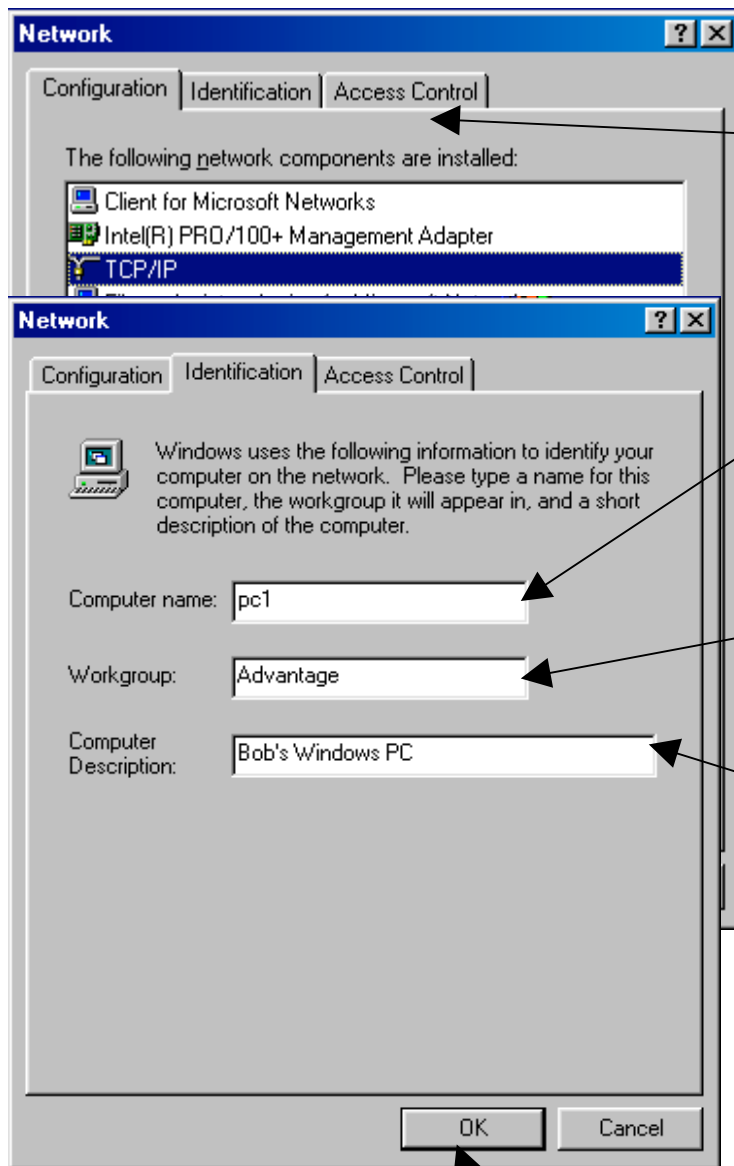 Network
Configuration Identification Access Control
The following network components are installed:
Client for Microsoft Networks
Intel(R) PRO/100+ Management Adapter
TCP/IP
Network
Configuration Identification Access Control
Windows uses the following information to identify your
computer on the network. Please type a name for this
computer, the workgroup it will appear in, and a short
description of the computer.
Computer name: pc1
Workgroup: Advantage
Computer
Description: Bob's Windows PC
OK Cancel